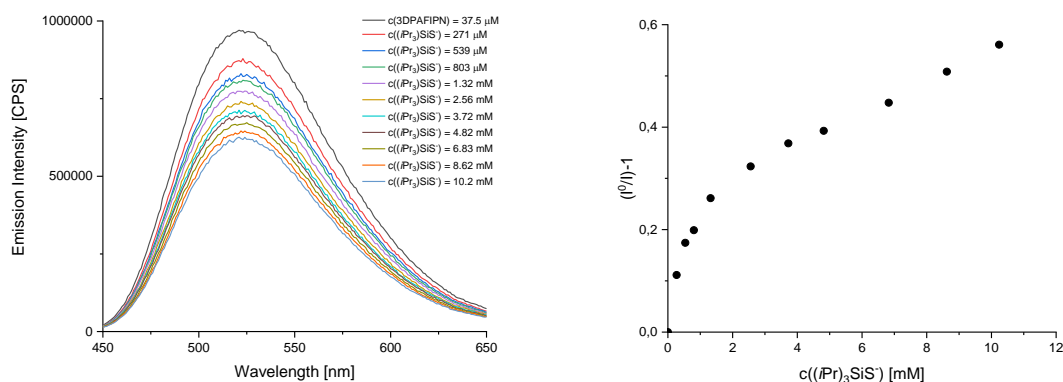 1000000
500000
0
450
500
550
600
650
Emission Intensity [CPS]
Wavelength [nm]
c(3DPAFIPN) = 37.5 μM
c((iPr₃)SiS⁻) = 271 μM
c((iPr₃)SiS⁻) = 539 μM
c((iPr₃)SiS⁻) = 803 μM
c((iPr₃)SiS⁻) = 1.32 mM
c((iPr₃)SiS⁻) = 2.56 mM
c((iPr₃)SiS⁻) = 3.72 mM
c((iPr₃)SiS⁻) = 4.82 mM
c((iPr₃)SiS⁻) = 6.83 mM
c((iPr₃)SiS⁻) = 8.62 mM
c((iPr₃)SiS⁻) = 10.2 mM
0,6
0,4
0,2
0,0
0
2
4
6
8
10
12
(I⁰/I)-1
c((iPr)₃SiS⁻) [mM]